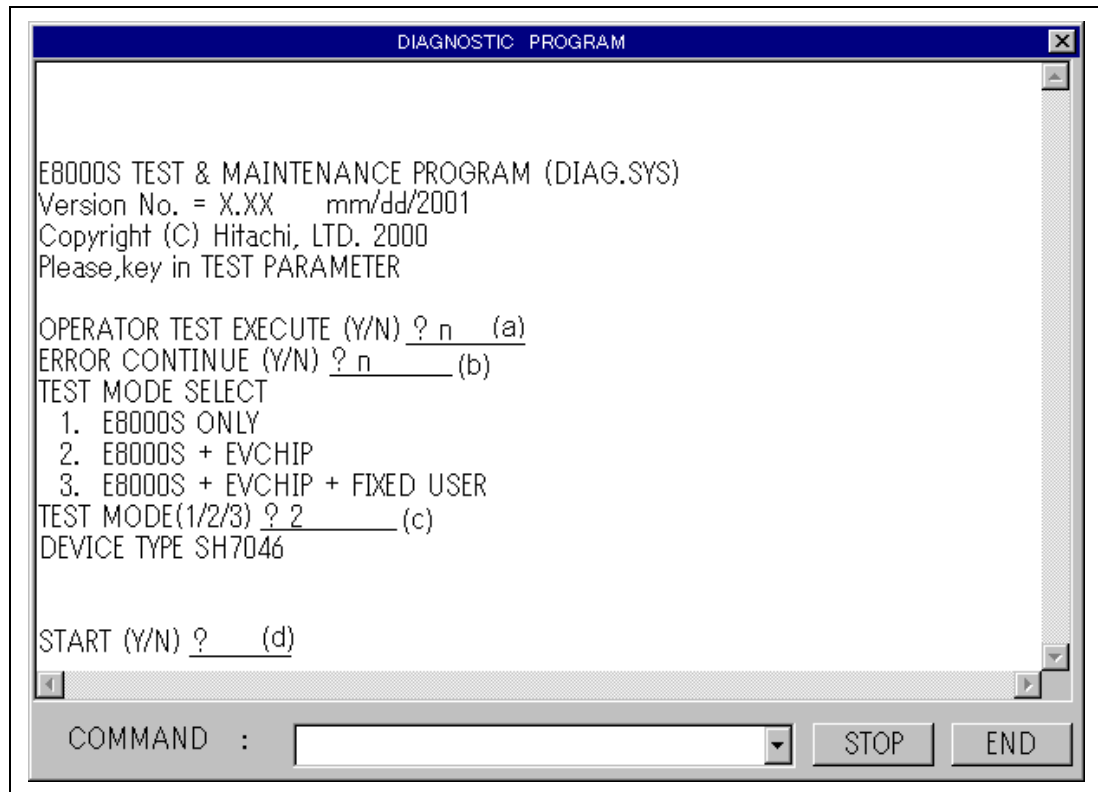 DIAGNOSTIC PROGRAM
E8000S TEST & MAINTENANCE PROGRAM (DIAG.SYS)
Version No. = X.XX mm/dd/2001
Copyright (C) Hitachi, LTD. 2000
Please,key in TEST PARAMETER
OPERATOR TEST EXECUTE (Y/N) ? n (a)
ERROR CONTINUE (Y/N) ? n (b)
TEST MODE SELECT
1. E8000S ONLY
2. E8000S + EVCHIP
3. E8000S + EVCHIP + FIXED USER
TEST MODE(1/2/3) ? 2 (c)
DEVICE TYPE SH7046
START (Y/N) ? (d)
COMMAND : STOP END